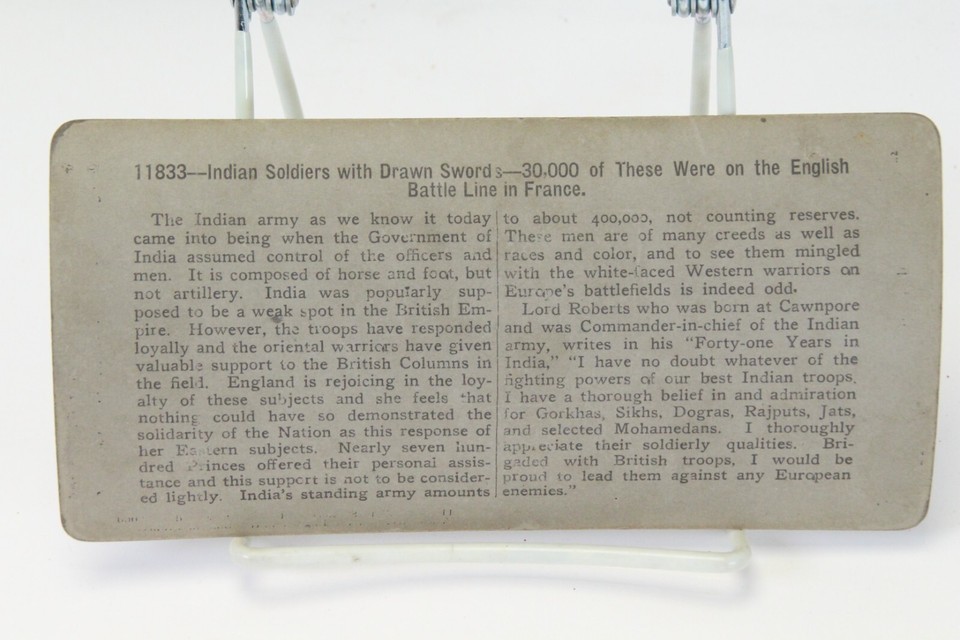 11833--Indian Soldiers with Drawn Swords—30,000 of These Were on the English
Battle Line in France.
The Indian army as we know it today
came into being when the Government of
India assumed control of the officers and
men. It is composed of horse and foot, but
not artillery. India was popularly sup-
posed to be a weak spot in the British Em-
pire. However, the troops have responded
loyally and the oriental warriors have given
valuable support to the British Columns in
the field. England is rejoicing in the loy-
alty of these subjects and she feels that
nothing could have so demonstrated the
solidarity of the Nation as this response of
her Eastern subjects. Nearly seven hun-
dred Princes offered their personal assis-
tance and this support is not to be consider-
ed lightly. India's standing army amounts
to about 400,000, not counting reserves.
These men are of many creeds as well as
races and color, and to see them mingled
with the white-faced Western warriors on
Europe's battlefields is indeed odd.
Lord Roberts who was born at Cawnpore
and was Commander-in-chief of the Indian
army, writes in his "Forty-one Years in
India," "I have no doubt whatever of the
fighting powers of our best Indian troops.
I have a thorough belief in and admiration
for Gorkhas, Sikhs, Dogras, Rajputs, Jats,
and selected Mohamedans. I thoroughly
appreciate their soldierly qualities. Bri-
gaded with British troops, I would be
proud to lead them against any European
enemies."